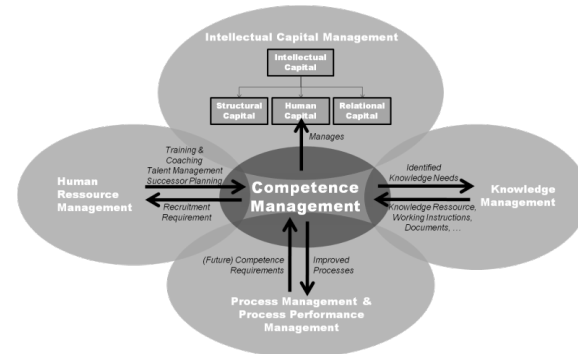 Intellectual Capital Management
Intellectual
Capital
Structural
Capital
Human
Capital
Relational
Capital
Manages
Training &
Coaching
Talent Management
Successor Planning
Human
Ressource
Management
Recruitment
Requirement
Competence
Management
Identified
Knowledge Needs
Knowledge
Management
Knowledge Ressource,
Working Instructions,
Documents, ...
(Future) Competence
Requirements
Improved
Processes
Process Management &
Process Performance
Management